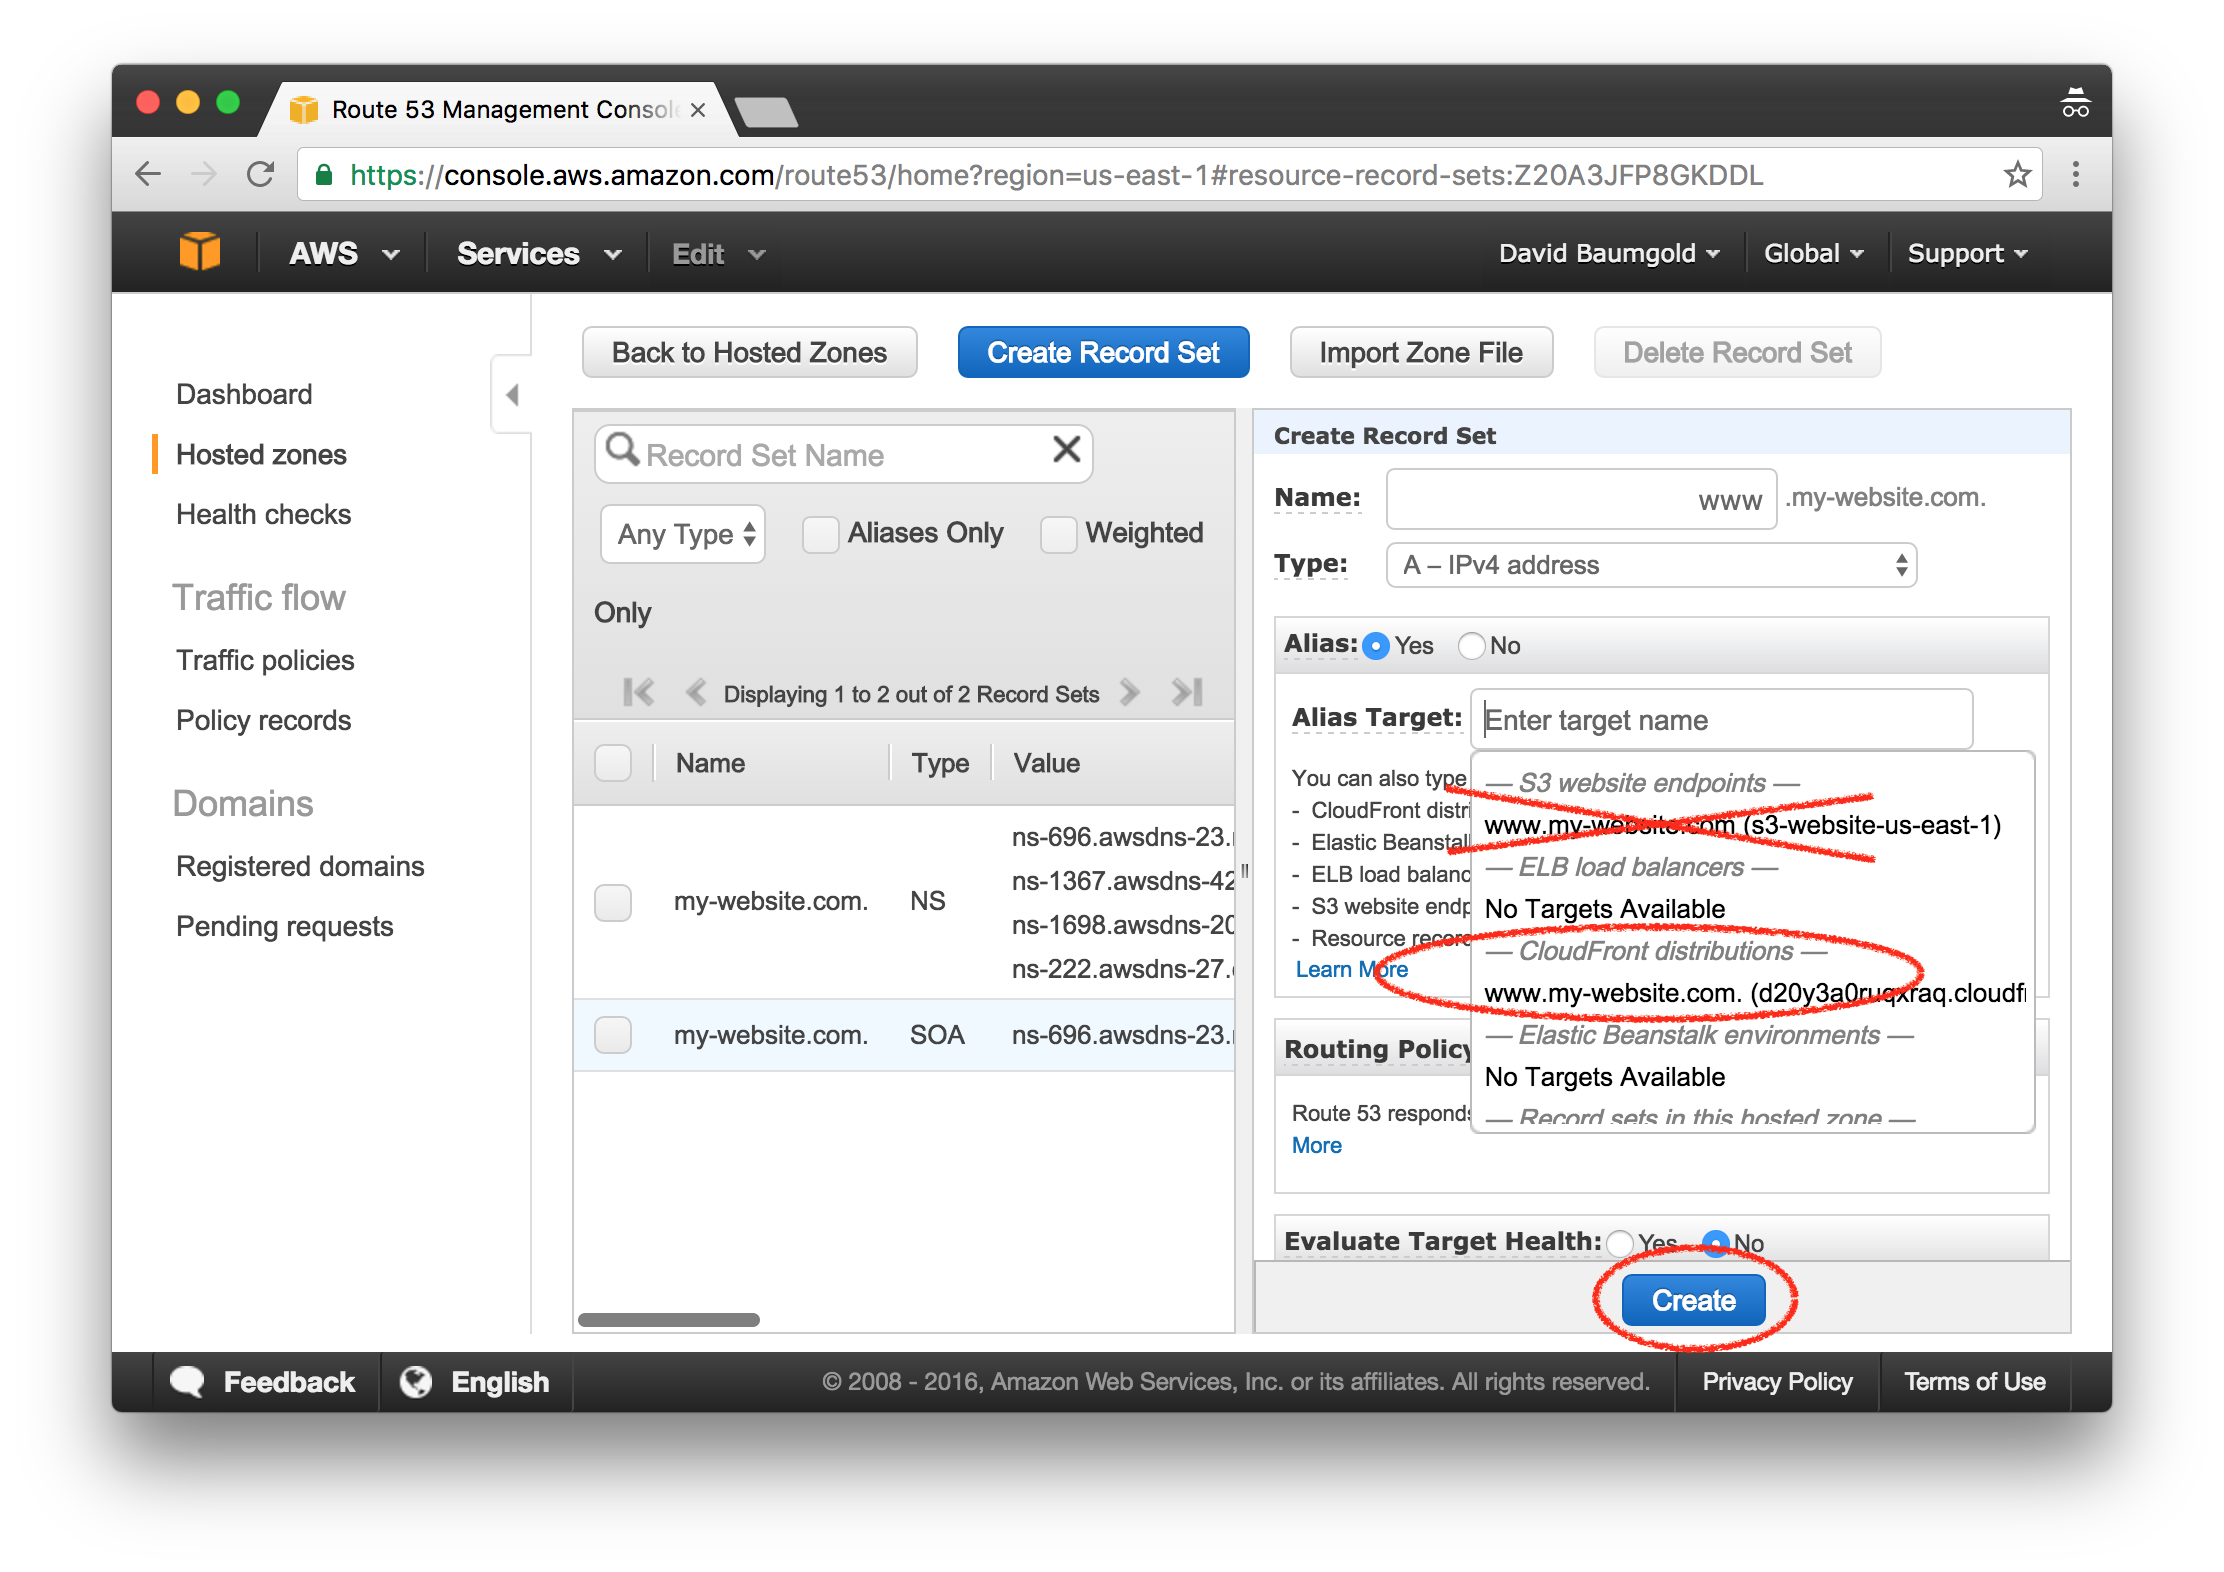 Route 53 Management Consol
https://console.aws.amazon.com/route53/home?region=us-east-1#resource-record-sets:Z20A3JFP8GKDDL
AWS Services Edit David Baumgold Global Support
Dashboard
Hosted zones
Health checks
Traffic flow
Traffic policies
Policy records
Domains
Registered domains
Pending requests
Back to Hosted Zones Create Record Set Import Zone File Delete Record Set
Record Set Name
Any Type Aliases Only Weighted
Only
Displaying 1 to 2 out of 2 Record Sets
Name Type Value
ns-696.awsdns-23.
ns-1367.awsdns-42
my-website.com. NS
ns-1698.awsdns-20
ns-222.awsdns-27.
my-website.com. SOA ns-696.awsdns-23.
Create Record Set
Name: www .my-website.com.
Type: A – IPv4 address
Alias: Yes No
Alias Target: Enter target name
You can also type
- CloudFront distri
- Elastic Beanstal
- ELB load balanc
- S3 website endp
- Resource recor
Learn More
— S3 website endpoints —
www.my-website.com (s3-website-us-east-1)
— ELB load balancers —
No Targets Available
— CloudFront distributions —
www.my-website.com. (d20y3a0ruqxraq.cloudf
— Elastic Beanstalk environments —
No Targets Available
— Record sets in this hosted zone —
Routing Policy
Route 53 responds
More
Evaluate Target Health: Yes No
Create
Feedback English © 2008 - 2016, Amazon Web Services, Inc. or its affiliates. All rights reserved. Privacy Policy Terms of Use